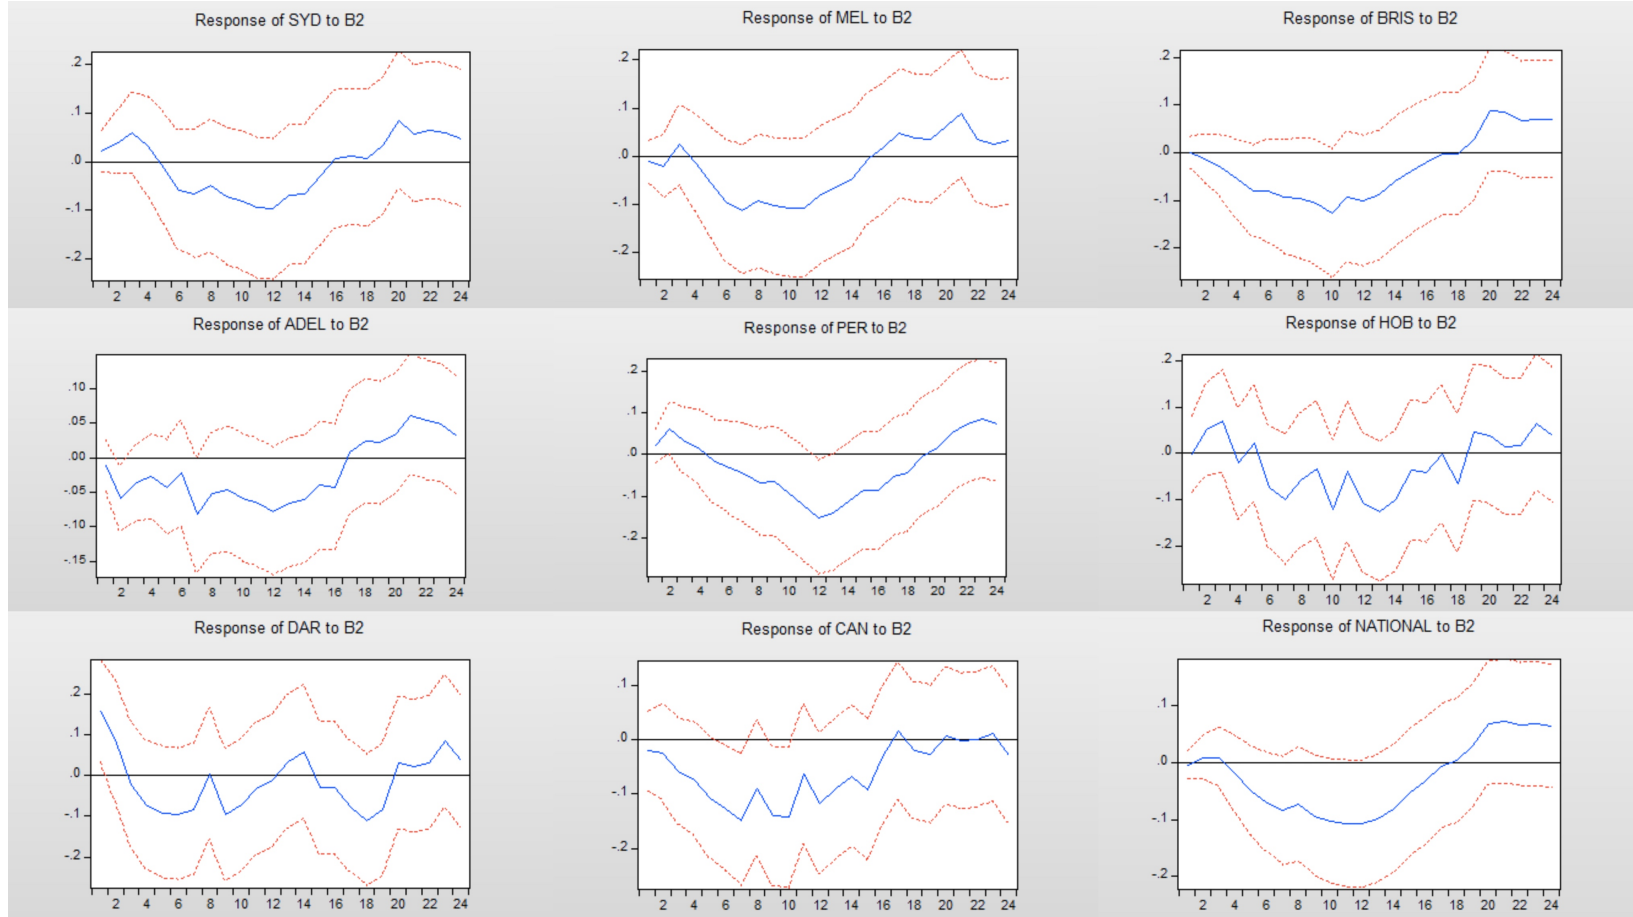 Response of SYD to B2
.2
.1
.0
-.1
-.2
2 4 6 8 10 12 14 16 18 20 22 24
Response of MEL to B2
.2
.1
.0
-.1
-.2
2 4 6 8 10 12 14 16 18 20 22 24
Response of BRIS to B2
.2
.1
.0
-.1
-.2
2 4 6 8 10 12 14 16 18 20 22 24
Response of ADEL to B2
.10
.05
.00
-.05
-.10
-.15
2 4 6 8 10 12 14 16 18 20 22 24
Response of PER to B2
.2
.1
.0
-.1
-.2
2 4 6 8 10 12 14 16 18 20 22 24
Response of HOB to B2
.2
.1
.0
-.1
-.2
2 4 6 8 10 12 14 16 18 20 22 24
Response of DAR to B2
.2
.1
.0
-.1
-.2
2 4 6 8 10 12 14 16 18 20 22 24
Response of CAN to B2
.1
.0
-.1
-.2
2 4 6 8 10 12 14 16 18 20 22 24
Response of NATIONAL to B2
.1
.0
-.1
-.2
2 4 6 8 10 12 14 16 18 20 22 24